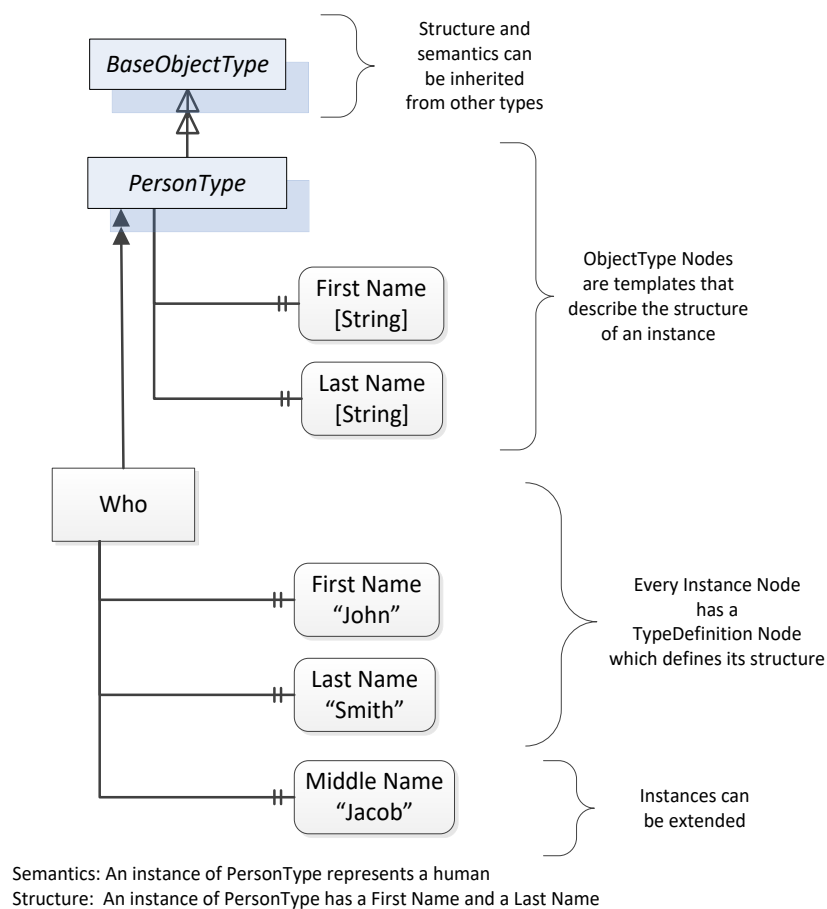 BaseObjectType
Structure and
semantics can
be inherited
from other types
PersonType
ObjectType Nodes
are templates that
describe the structure
of an instance
First Name
[String]
Last Name
[String]
Who
First Name
“John”
Last Name
“Smith”
Every Instance Node
has a
TypeDefinition Node
which defines its structure
Middle Name
“Jacob”
Instances can
be extended
Semantics: An instance of PersonType represents a human
Structure:  An instance of PersonType has a First Name and a Last Name